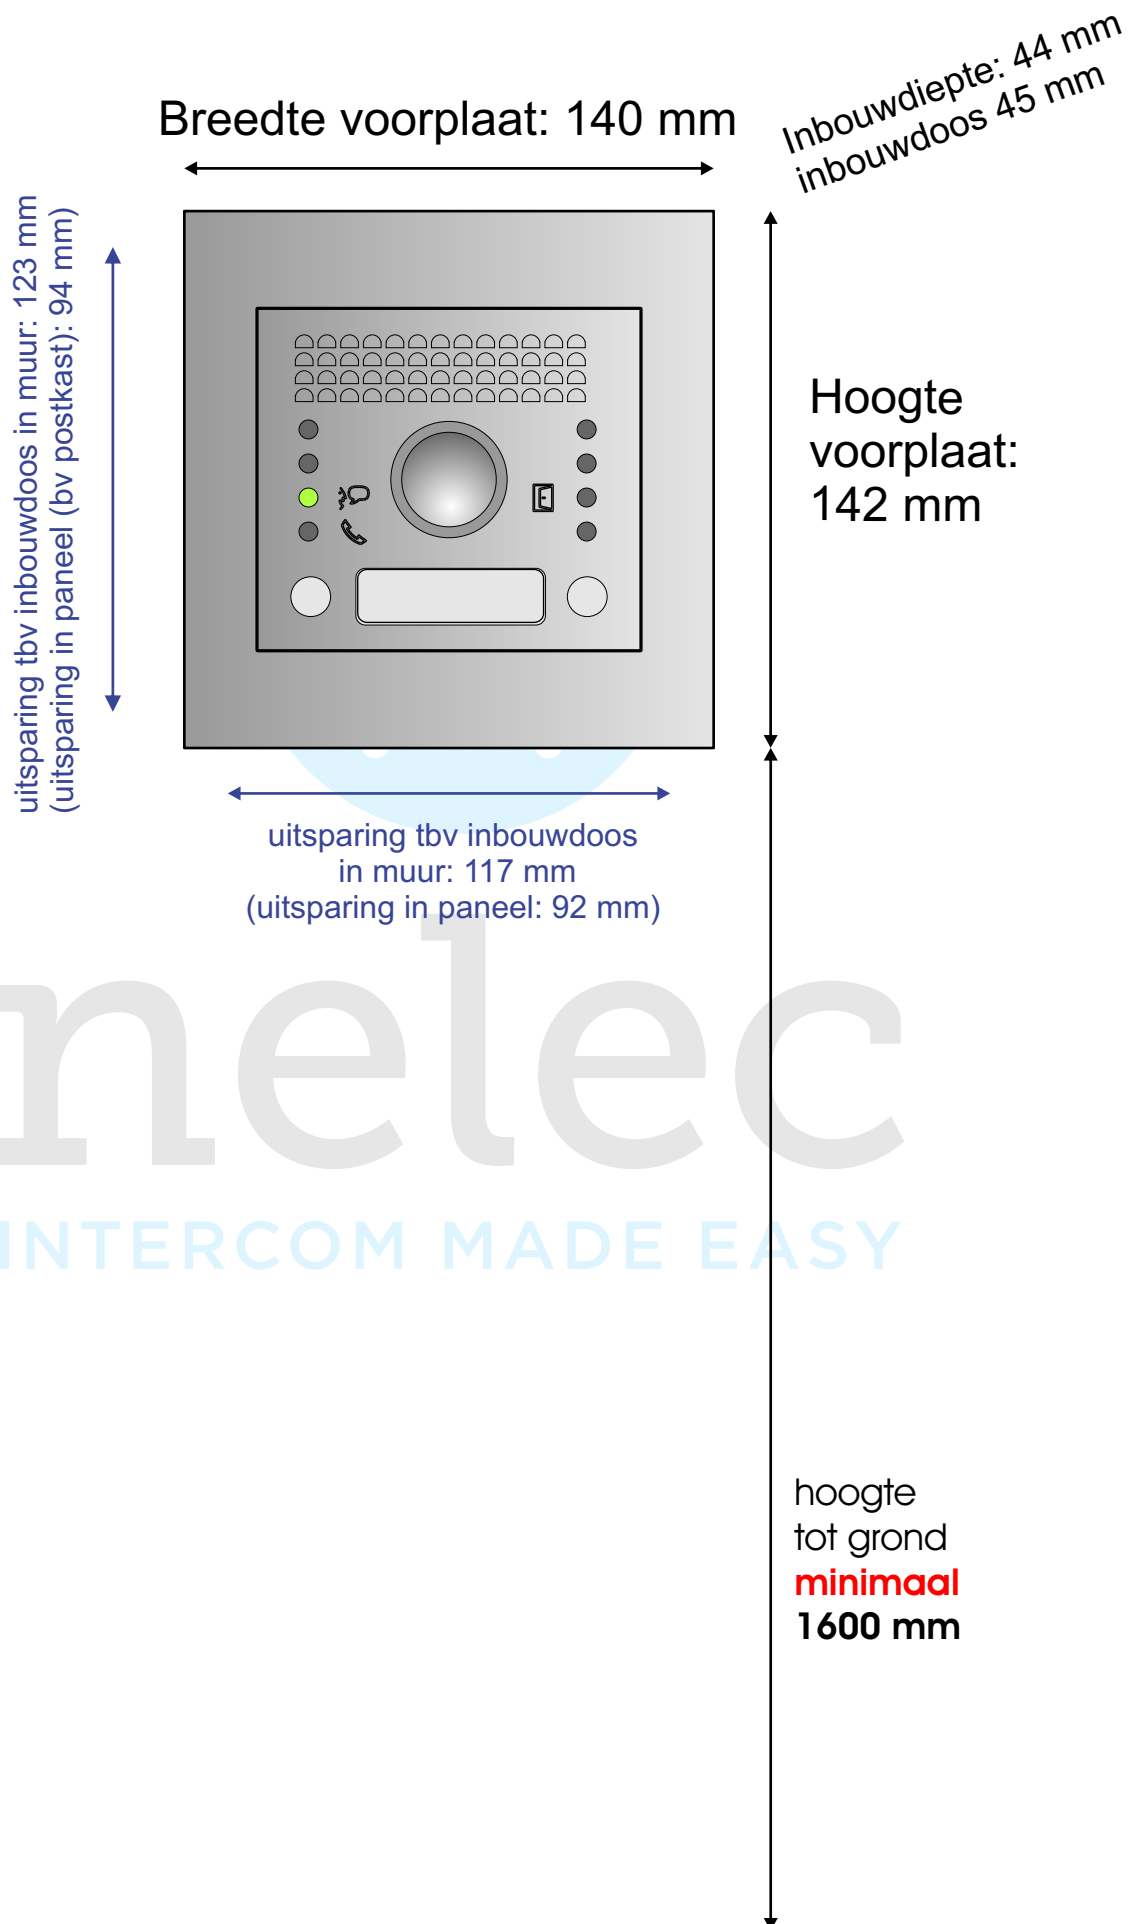 Inbouwdiepte: 44 mm
inbouwdoos 45 mm
Breedte voorplaat: 140 mm
uitsparing tbv inbouwdoos in muur: 123 mm
(uitsparing in paneel (bv postkast): 94 mm)
Hoogte
voorplaat:
142 mm
uitsparing tbv inbouwdoos
in muur: 117 mm
(uitsparing in paneel: 92 mm)
nelec
INTERCOM MADE EASY
hoogte
tot grond
minimaal
1600 mm